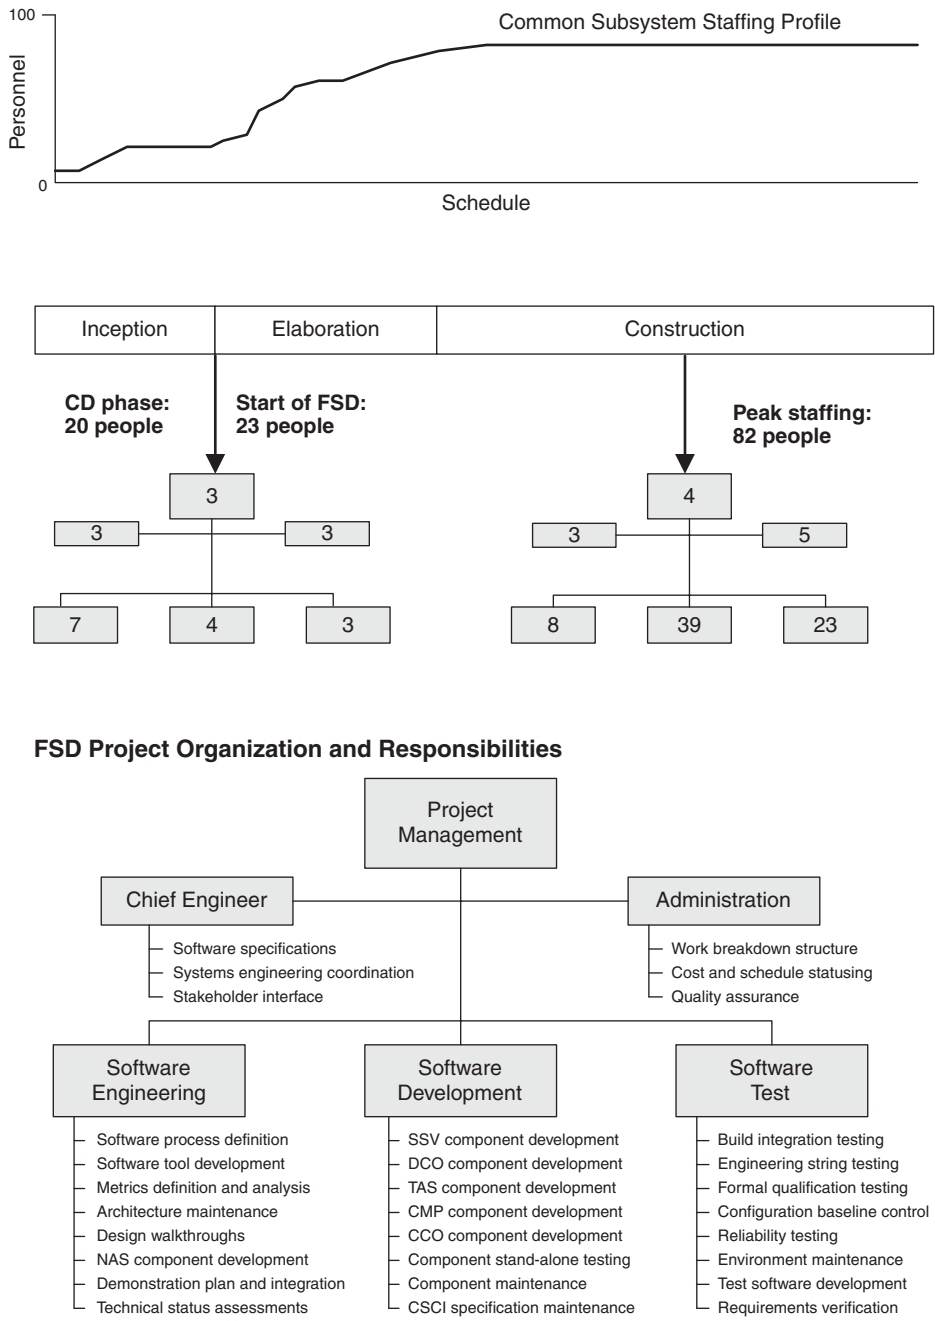 100
Common Subsystem Staffing Profile
Personnel
0
Schedule
Inception
Elaboration
Construction
CD phase:
20 people
Start of FSD:
23 people
Peak staffing:
82 people
3
3
3
7
4
3
4
3
5
8
39
23
FSD Project Organization and Responsibilities
Project
Management
Chief Engineer
Software specifications
Systems engineering coordination
Stakeholder interface
Administration
Work breakdown structure
Cost and schedule statusing
Quality assurance
Software
Engineering
Software process definition
Software tool development
Metrics definition and analysis
Architecture maintenance
Design walkthroughs
NAS component development
Demonstration plan and integration
Technical status assessments
Software
Development
SSV component development
DCO component development
TAS component development
CMP component development
CCO component development
Component stand-alone testing
Component maintenance
CSCI specification maintenance
Software
Test
Build integration testing
Engineering string testing
Formal qualification testing
Configuration baseline control
Reliability testing
Environment maintenance
Test software development
Requirements verification